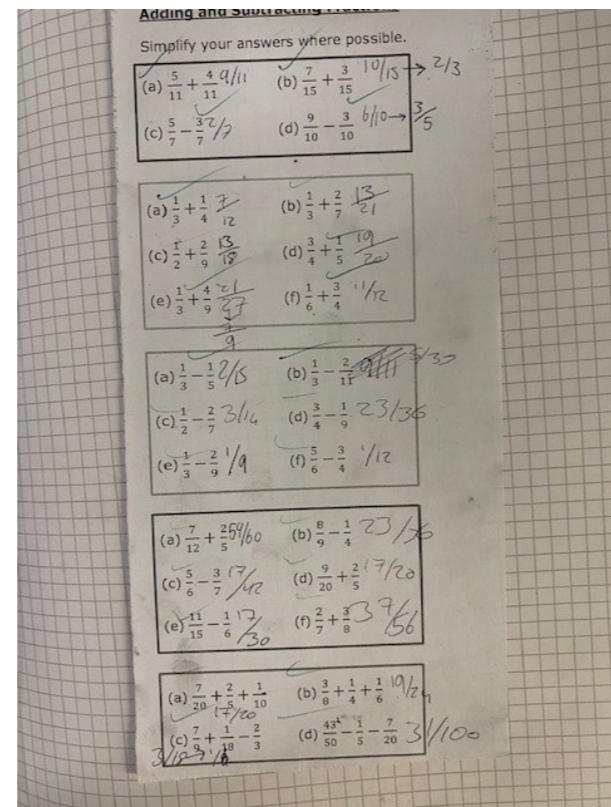 Adding and Subtracting Fractions
Simplify your answers where possible.
(a) 5/11 + 4/11 9/11 (b) 7/15 + 3/15 10/15 → 2/3
(c) 5/7 − 3/7 2/7 (d) 9/10 − 3/10 6/10 → 3/5
(a) 1/3 + 1/4 7/12 (b) 1/3 + 2/7 13/21
(c) 1/2 + 2/9 13/18 (d) 3/4 + 1/5 19/20
(e) 1/3 + 4/9 21/27 (f) 1/6 + 3/4 11/12
7/9
(a) 1/3 − 1/5 2/15 (b) 1/3 − 2/11 5/33
(c) 1/2 − 2/7 3/14 (d) 3/4 − 1/9 23/36
(e) 1/3 − 2/9 1/9 (f) 5/6 − 3/4 1/12
(a) 7/12 + 2/5 59/60 (b) 8/9 − 1/4 23/36
(c) 5/6 − 3/7 17/42 (d) 9/20 + 2/5 17/20
(e) 11/15 − 1/6 17/30 (f) 2/7 + 3/8 37/56
(a) 7/20 + 2/5 + 1/10 (b) 3/8 + 1/4 + 1/6 19/24
17/20
(c) 7/9 + 1/18 − 2/3 (d) 43/50 − 1/5 − 7/20 31/100
3/18 1/6